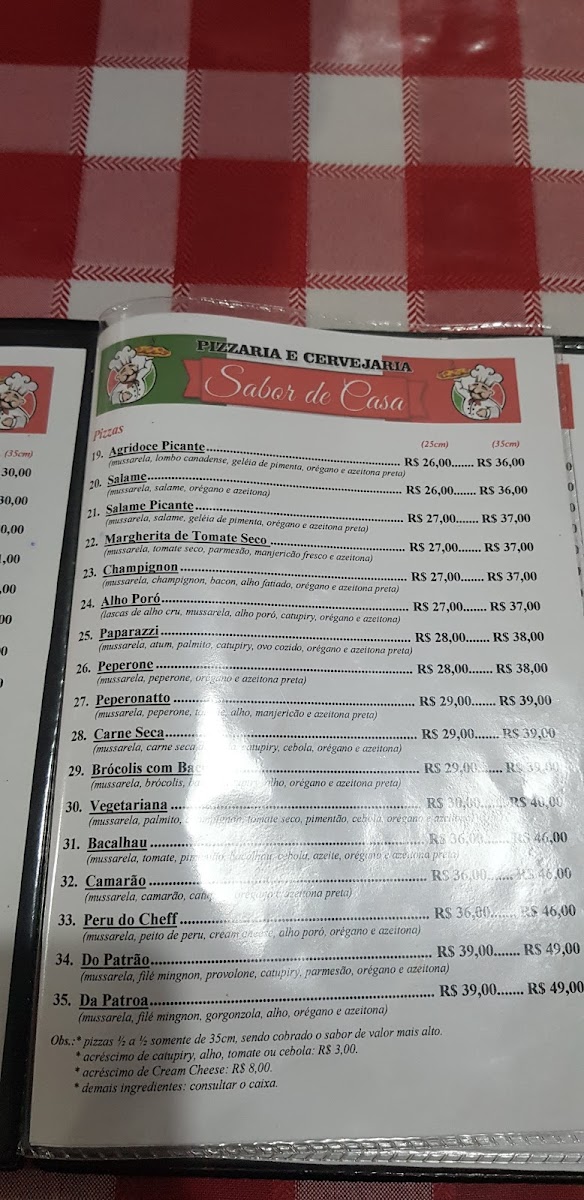 (35cm)
30,00
30,00
0,00
,00
,00
00
0
PIZZARIA E CERVEJARIA
Sabor de Casa
Pizzas
(25cm) (35cm)
19. Agridoce Picante R$ 26,00 R$ 36,00
(mussarela, lombo canadense, geléia de pimenta, orégano e azeitona preta)
20. Salame R$ 26,00 R$ 36,00
(mussarela, salame, orégano e azeitona)
21. Salame Picante R$ 27,00 R$ 37,00
(mussarela, salame, geléia de pimenta, orégano e azeitona preta)
22. Margherita de Tomate Seco R$ 27,00 R$ 37,00
(mussarela, tomate seco, parmesão, manjericão fresco e azeitona)
23. Champignon R$ 27,00 R$ 37,00
(mussarela, champignon, bacon, alho fatiado, orégano e azeitona preta)
24. Alho Poró R$ 27,00 R$ 37,00
(lascas de alho cru, mussarela, alho poró, catupiry, orégano e azeitona)
25. Paparazzi R$ 28,00 R$ 38,00
(mussarela, atum, palmito, catupiry, ovo cozido, orégano e azeitona preta)
26. Peperone R$ 28,00 R$ 38,00
(mussarela, peperone, orégano e azeitona preta)
27. Peperonatto R$ 29,00 R$ 39,00
(mussarela, peperone, alho, manjericão e azeitona preta)
28. Carne Seca R$ 29,00 R$ 39,00
(mussarela, carne seca, catupiry, cebola, orégano e azeitona)
29. Brócolis com Bac R$ 29,00 R$ 39,00
(mussarela, brócolis, alho, orégano e azeitona preta)
30. Vegetariana R$ 30,00 R$ 40,00
(mussarela, palmito, champignon, tomate seco, pimentão, cebola, orégano e azeitona)
31. Bacalhau R$ 36,00 R$ 46,00
(mussarela, tomate, pimentão, bacalhau, cebola, azeite, orégano e azeitona preta)
32. Camarão R$ 36,00 R$ 46,00
(mussarela, camarão, catupiry, orégano e azeitona preta)
33. Peru do Cheff R$ 36,00 R$ 46,00
(mussarela, peito de peru, cream cheese, alho poró, orégano e azeitona)
34. Do Patrão R$ 39,00 R$ 49,00
(mussarela, filé mingnon, provolone, catupiry, parmesão, orégano e azeitona)
35. Da Patroa R$ 39,00 R$ 49,00
(mussarela, filé mingnon, gorgonzola, alho, orégano e azeitona)
Obs.:* pizzas ½ a ½ somente de 35cm, sendo cobrado o sabor de valor mais alto.
* acréscimo de catupiry, alho, tomate ou cebola: R$ 3,00.
* acréscimo de Cream Cheese: R$ 8,00.
* demais ingredientes: consultar o caixa.